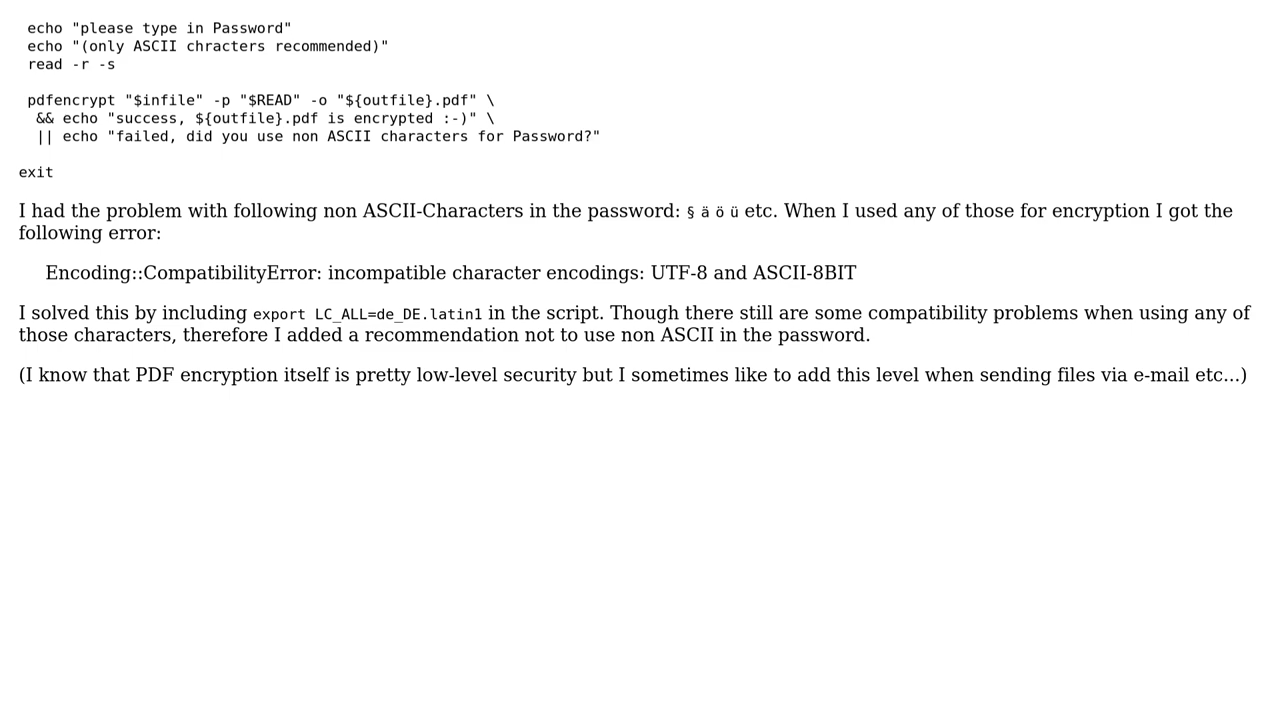 echo "please type in Password"
echo "(only ASCII chracters recommended)"
read -r -s
pdfencrypt "$infile" -p "$READ" -o "${outfile}.pdf" \
&& echo "success, ${outfile}.pdf is encrypted :-)" \
|| echo "failed, did you use non ASCII characters for Password?"
exit
I had the problem with following non ASCII-Characters in the password: § ä ö ü etc. When I used any of those for encryption I got the
following error:
Encoding::CompatibilityError: incompatible character encodings: UTF-8 and ASCII-8BIT
I solved this by including export LC_ALL=de_DE.latin1 in the script. Though there still are some compatibility problems when using any of
those characters, therefore I added a recommendation not to use non ASCII in the password.
(I know that PDF encryption itself is pretty low-level security but I sometimes like to add this level when sending files via e-mail etc...)